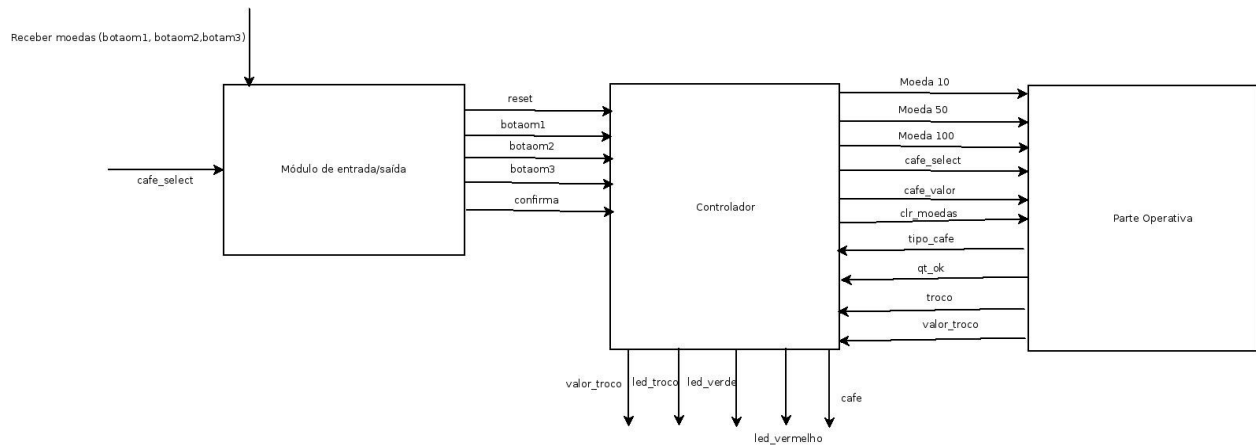 Receber moedas (botaom1, botaom2,botam3)
cafe_select
Módulo de entrada/saída
reset
botaom1
botaom2
botaom3
confirma
Controlador
Moeda 10
Moeda 50
Moeda 100
cafe_select
cafe_valor
clr_moedas
tipo_cafe
qt_ok
troco
valor_troco
Parte Operativa
valor_troco
led_troco
led_verde
led_vermelho
cafe